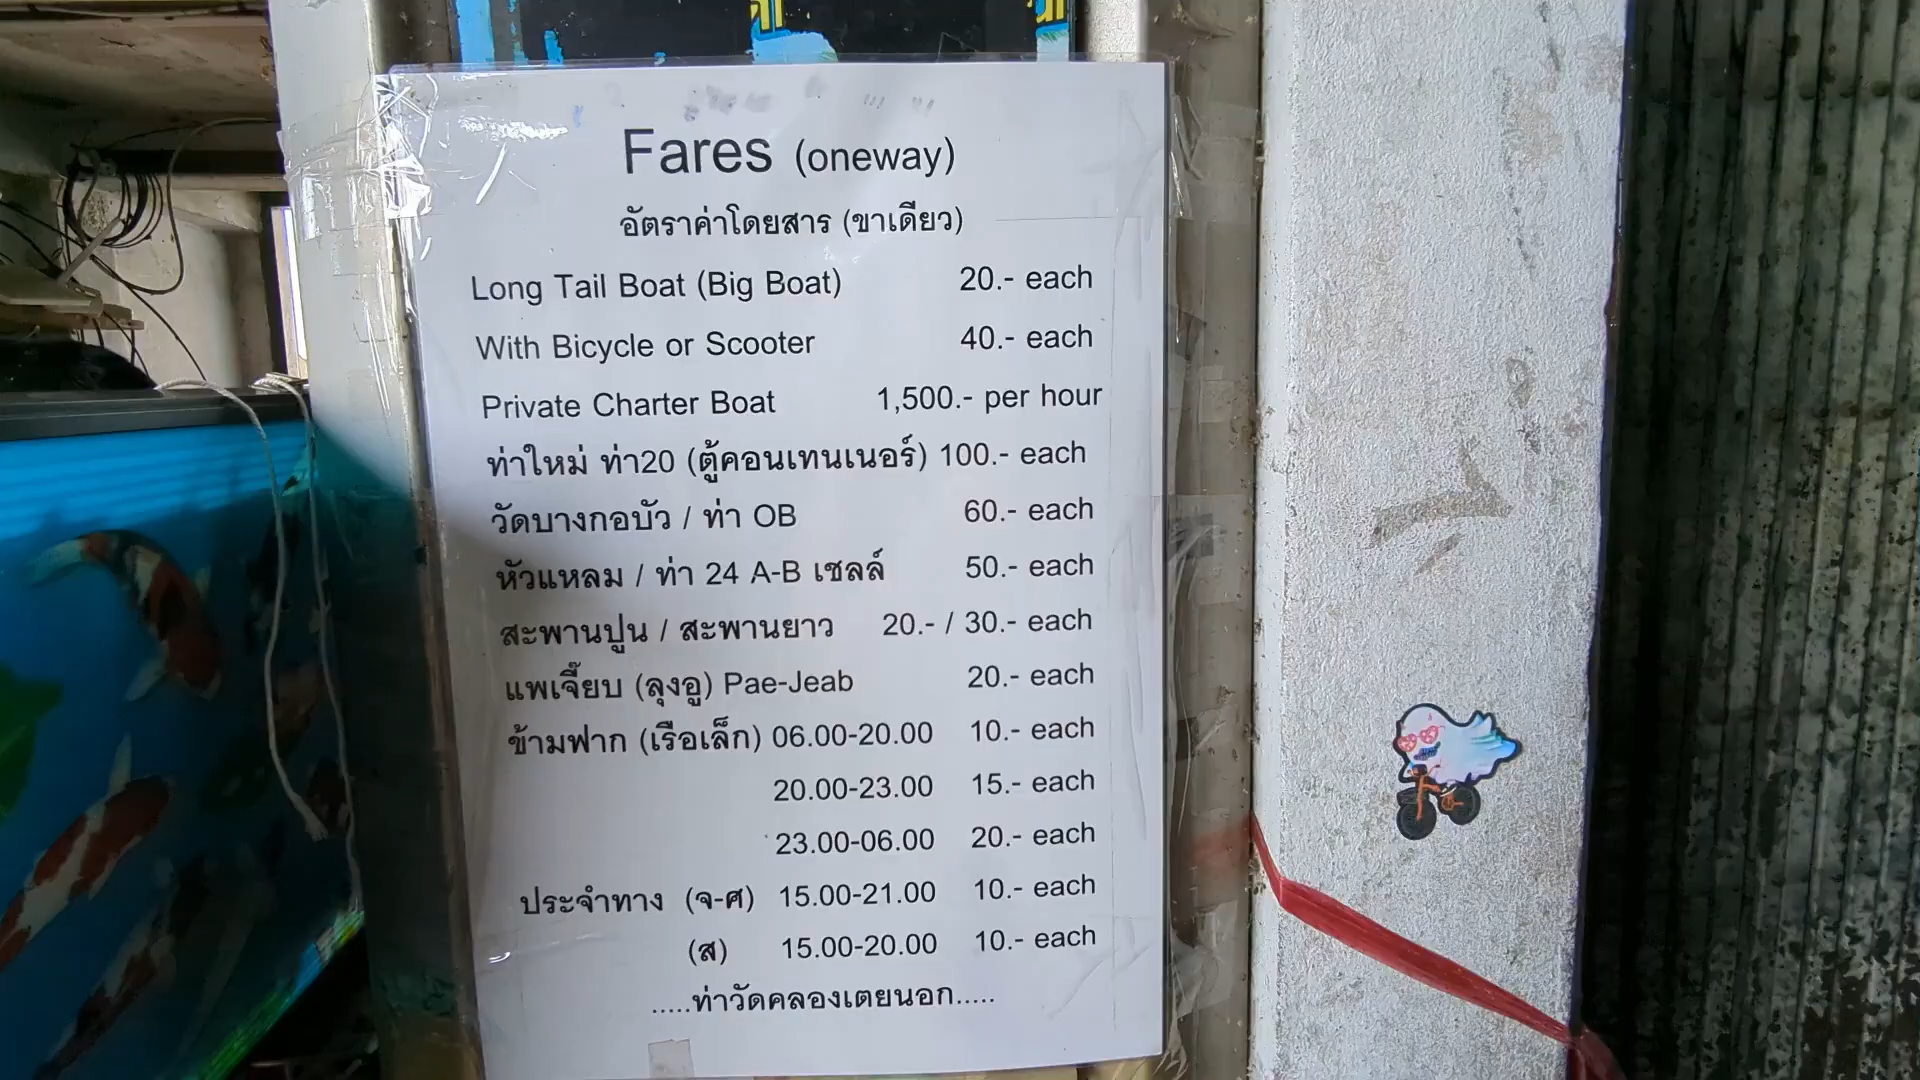 Fares (oneway)
อัตราค่าโดยสาร (ขาเดียว)
Long Tail Boat (Big Boat) 20.- each
With Bicycle or Scooter 40.- each
Private Charter Boat 1,500.- per hour
ท่าใหม่ ท่า20 (ตู้คอนเทนเนอร์) 100.- each
วัดบางกอบัว / ท่า OB 60.- each
หัวแหลม / ท่า 24 A-B เชลล์ 50.- each
สะพานปูน / สะพานยาว 20.- / 30.- each
แพเจี๊ยบ (ลุงอู) Pae-Jeab 20.- each
ข้ามฟาก (เรือเล็ก) 06.00-20.00 10.- each
20.00-23.00 15.- each
23.00-06.00 20.- each
ประจำทาง (จ-ศ) 15.00-21.00 10.- each
(ส) 15.00-20.00 10.- each
.....ท่าวัดคลองเตยนอก.....